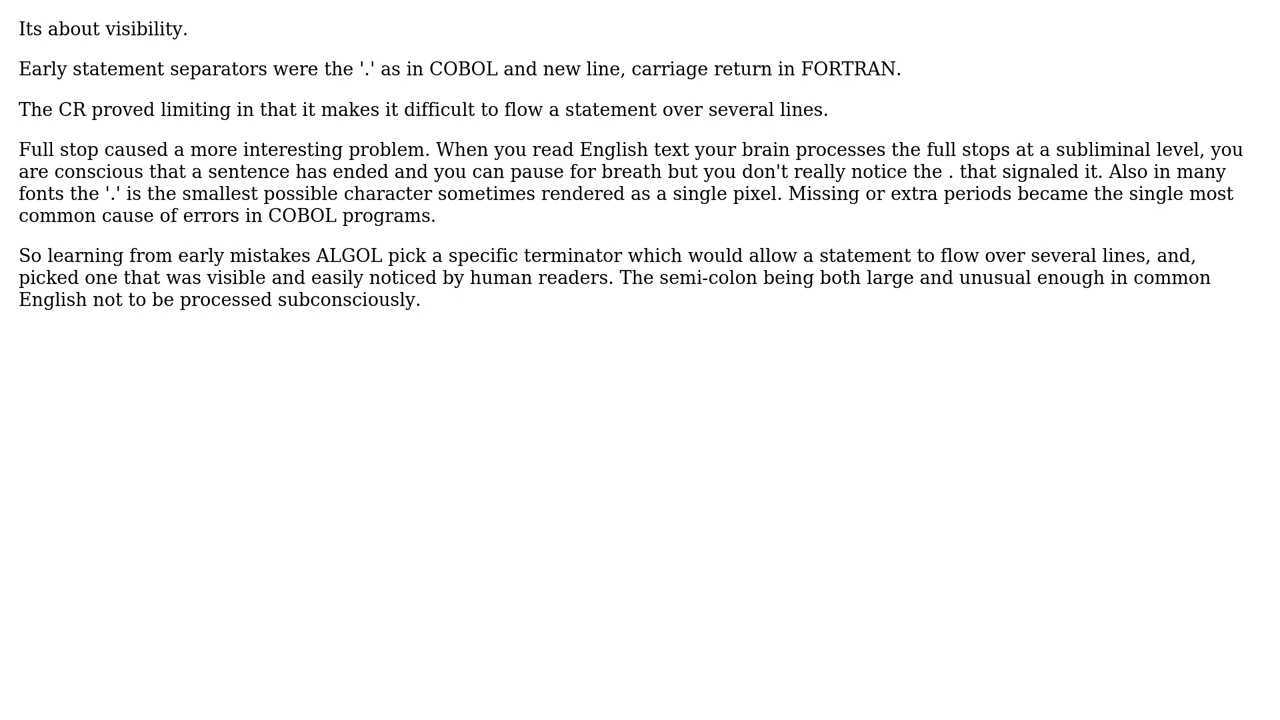 Its about visibility.
Early statement separators were the '.' as in COBOL and new line, carriage return in FORTRAN.
The CR proved limiting in that it makes it difficult to flow a statement over several lines.
Full stop caused a more interesting problem. When you read English text your brain processes the full stops at a subliminal level, you
are conscious that a sentence has ended and you can pause for breath but you don't really notice the . that signaled it. Also in many
fonts the '.' is the smallest possible character sometimes rendered as a single pixel. Missing or extra periods became the single most
common cause of errors in COBOL programs.
So learning from early mistakes ALGOL pick a specific terminator which would allow a statement to flow over several lines, and,
picked one that was visible and easily noticed by human readers. The semi-colon being both large and unusual enough in common
English not to be processed subconsciously.